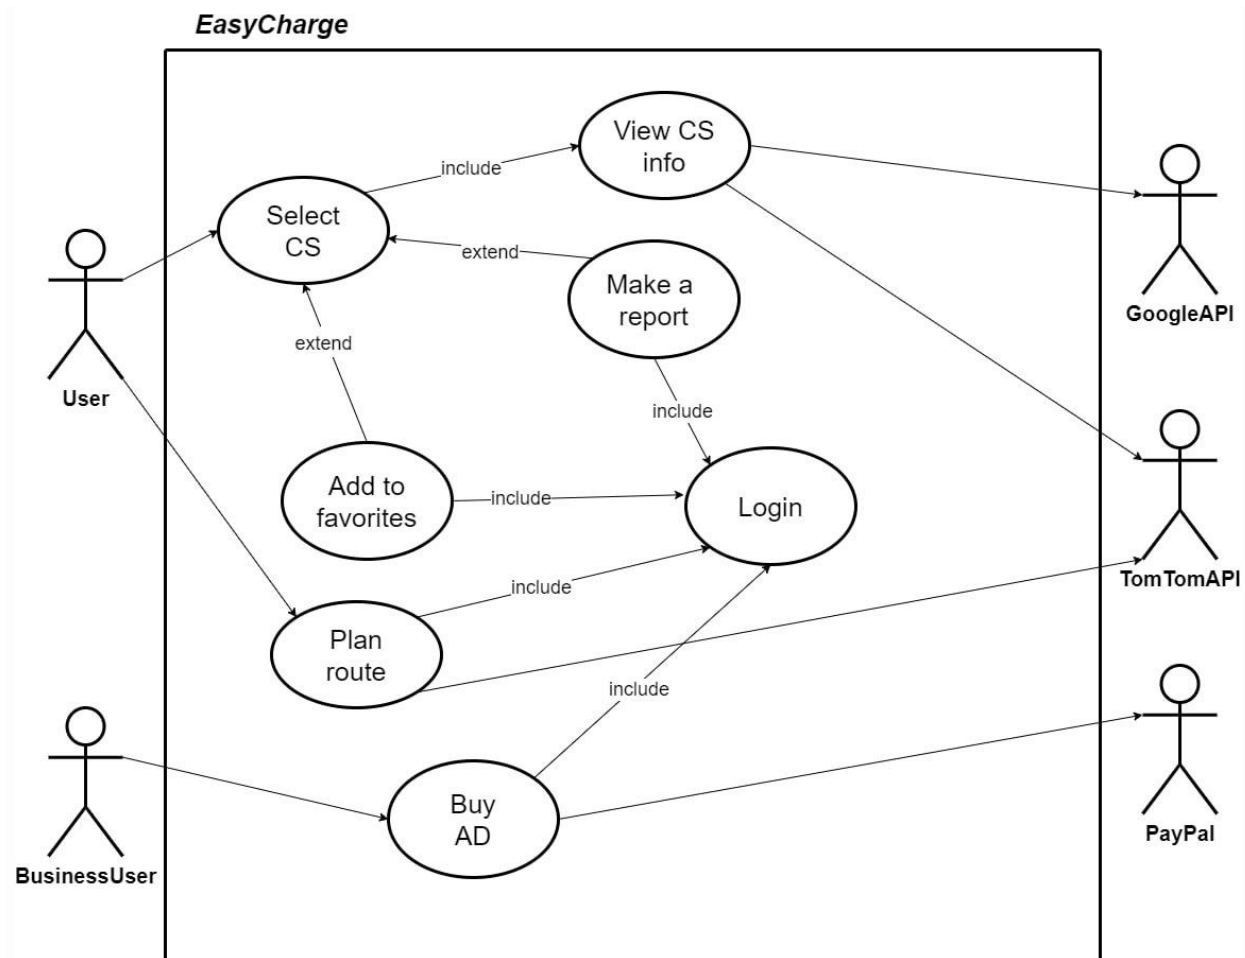 EasyCharge
View CS
info
include
Select
CS
extend
Make a
report
GoogleAPI
extend
User
include
Add to
favorites
include
Login
TomTomAPI
include
Plan
route
include
Buy
AD
PayPal
BusinessUser